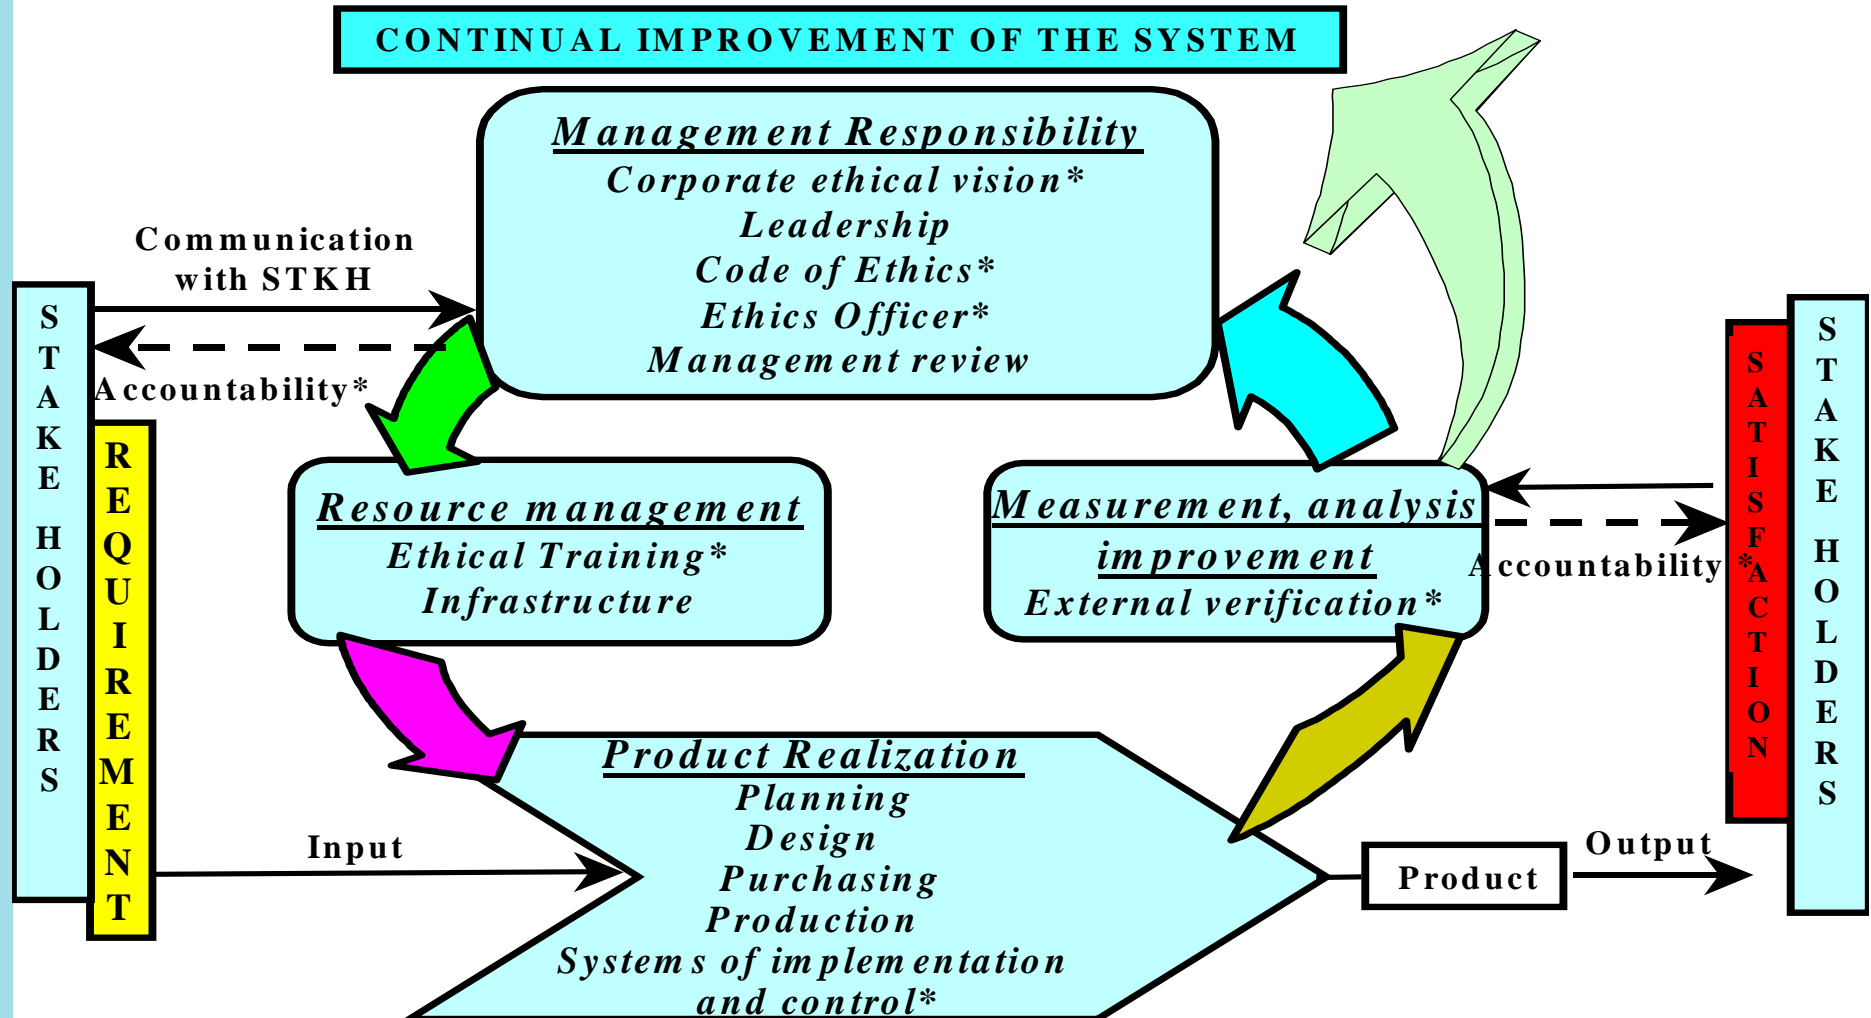 CONTINUAL IMPROVEMENT OF THE SYSTEM
Management Responsibility
Corporate ethical vision*
Leadership
Code of Ethics*
Ethics Officer*
Management review
Communication
with STKH
Accountability*
STAKE HOLDERS
REQUIREMENT
Resource management
Ethical Training*
Infrastructure
Measurement, analysis
improvement
External verification*
Accountability *
SATISFACTION
STAKE HOLDERS
Product Realization
Planning
Design
Purchasing
Production
Systems of implementation
and control*
Input
Product
Output